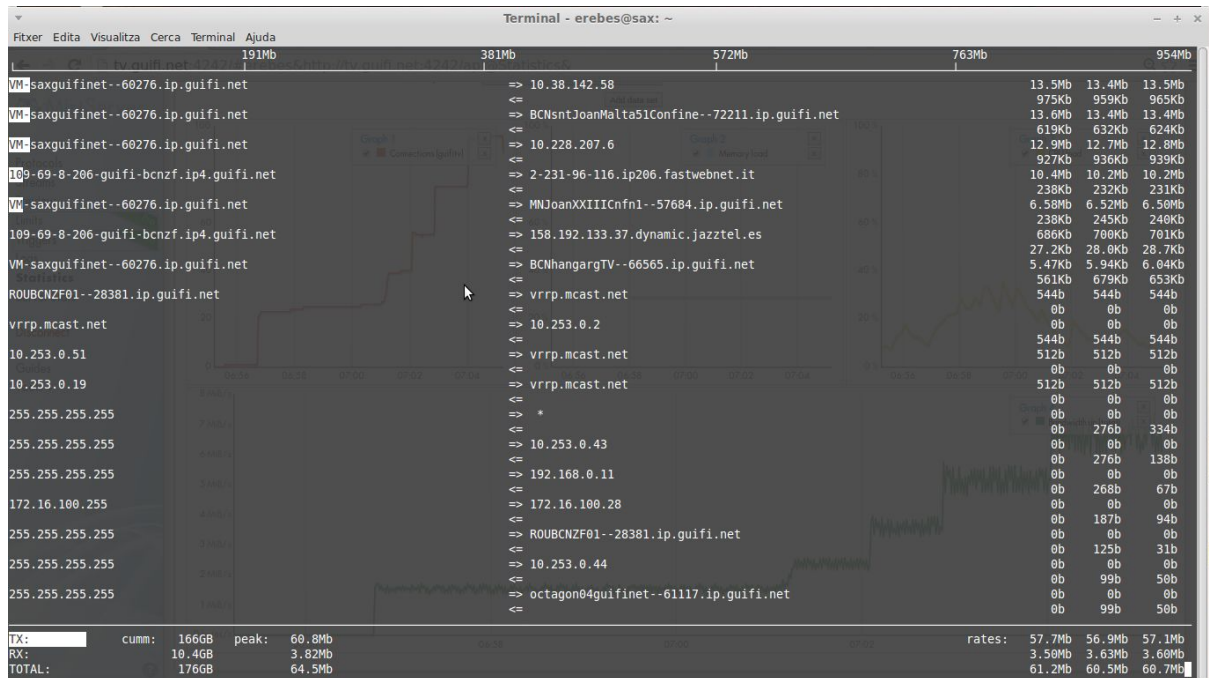 Terminal - erebes@sax: ~
Fitxer Edita Visualitza Cerca Terminal Ajuda
191Mb 381Mb 572Mb 763Mb 954Mb
VM-saxguifinet--60276.ip.guifi.net => 10.38.142.58 13.5Mb 13.4Mb 13.5Mb
<= 975Kb 959Kb 965Kb
VM-saxguifinet--60276.ip.guifi.net => BCNsntJoanMalta51Confine--72211.ip.guifi.net 13.6Mb 13.4Mb 13.4Mb
<= 619Kb 632Kb 624Kb
VM-saxguifinet--60276.ip.guifi.net => 10.228.207.6 12.9Mb 12.7Mb 12.8Mb
<= 927Kb 936Kb 939Kb
109-69-8-206-guifi-bcnzf.ip4.guifi.net => 2-231-96-116.ip206.fastwebnet.it 10.4Mb 10.2Mb 10.2Mb
<= 238Kb 232Kb 231Kb
VM-saxguifinet--60276.ip.guifi.net => MNJoanXXIIICnfn1--57684.ip.guifi.net 6.58Mb 6.52Mb 6.50Mb
<= 238Kb 245Kb 240Kb
109-69-8-206-guifi-bcnzf.ip4.guifi.net => 158.192.133.37.dynamic.jazztel.es 686Kb 700Kb 701Kb
<= 27.2Kb 28.0Kb 28.7Kb
VM-saxguifinet--60276.ip.guifi.net => BCNhangargTV--66565.ip.guifi.net 5.47Mb 5.94Mb 6.04Mb
<= 561Kb 679Kb 653Kb
ROUBCNZF01--28381.ip.guifi.net => vrrp.mcast.net 544b 544b 544b
<= 0b 0b 0b
vrrp.mcast.net => 10.253.0.2 0b 0b 0b
<= 544b 544b 544b
10.253.0.51 => vrrp.mcast.net 512b 512b 512b
<= 0b 0b 0b
10.253.0.19 => vrrp.mcast.net 512b 512b 512b
<= 0b 0b 0b
255.255.255.255 => * 0b 0b 0b
<= 0b 276b 334b
255.255.255.255 => 10.253.0.43 0b 0b 0b
<= 0b 276b 138b
255.255.255.255 => 192.168.0.11 0b 0b 0b
<= 0b 268b 67b
172.16.100.255 => 172.16.100.28 0b 0b 0b
<= 0b 187b 94b
255.255.255.255 => ROUBCNZF01--28381.ip.guifi.net 0b 0b 0b
<= 0b 125b 31b
255.255.255.255 => 10.253.0.44 0b 0b 0b
<= 0b 99b 50b
255.255.255.255 => octagon04guifinet--61117.ip.guifi.net 0b 0b 0b
<= 0b 99b 50b
TX: cumm: 166GB peak: 60.8Mb rates: 57.7Mb 56.9Mb 57.1Mb
RX: 10.4GB 3.82Mb 3.50Mb 3.63Mb 3.60Mb
TOTAL: 176GB 64.5Mb 61.2Mb 60.5Mb 60.7Mb